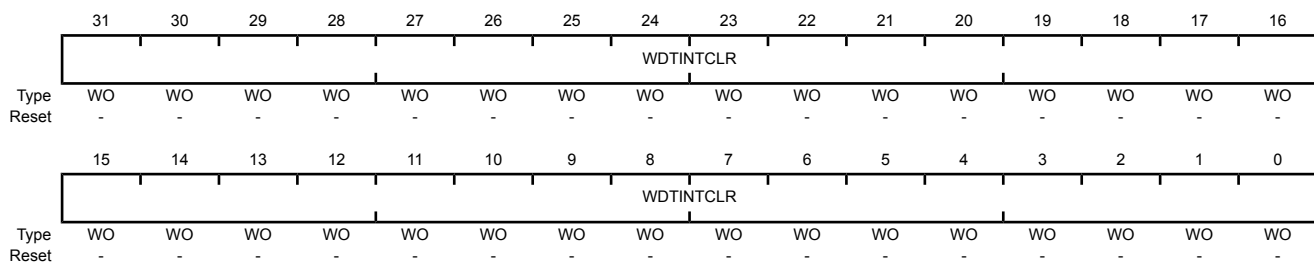 31 30 29 28 27 26 25 24 23 22 21 20 19 18 17 16
WDTINTCLR
Type WO WO WO WO WO WO WO WO WO WO WO WO WO WO WO WO
Reset - - - - - - - - - - - - - - - -
15 14 13 12 11 10 9 8 7 6 5 4 3 2 1 0
WDTINTCLR
Type WO WO WO WO WO WO WO WO WO WO WO WO WO WO WO WO
Reset - - - - - - - - - - - - - - - -